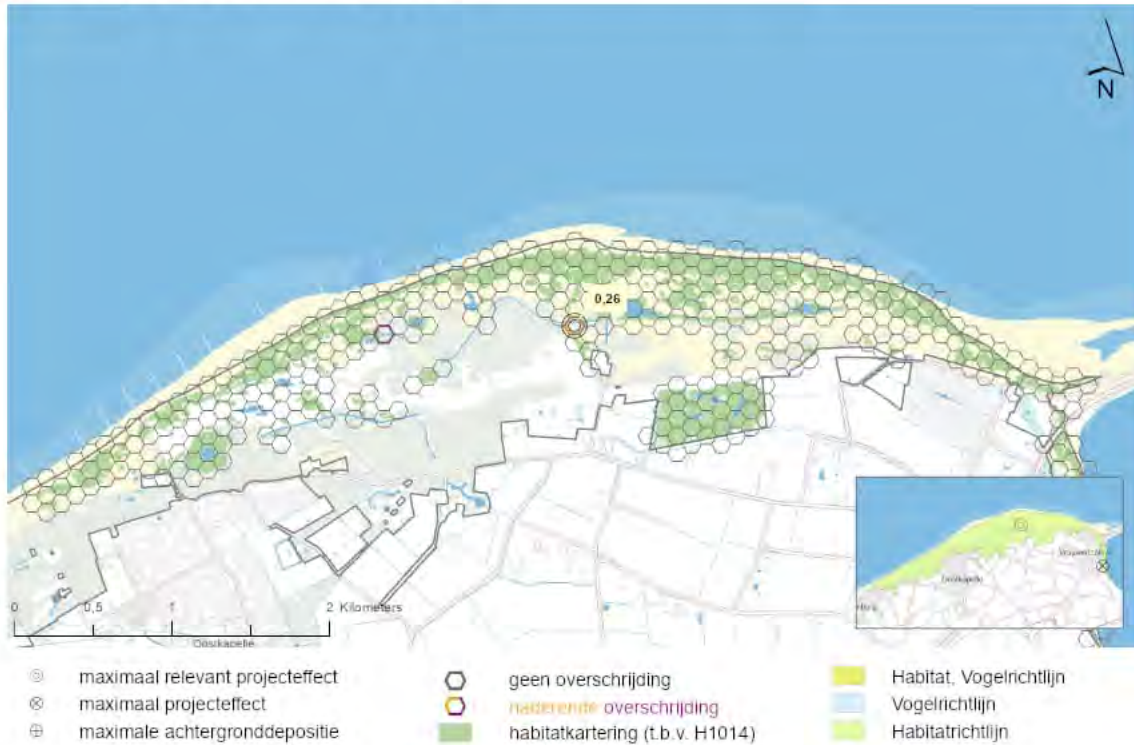 N
0,26
0 0,5 1 2 Kilometers
Oostkapelle
Oostkapelle
maximaal relevant projecteffect
maximaal projecteffect
maximale achtergronddepositie
geen overschrijding
naderende overschrijding
habitatkartering (t.b.v. H1014)
Habitat, Vogelrichtlijn
Vogelrichtlijn
Habitatrichtlijn